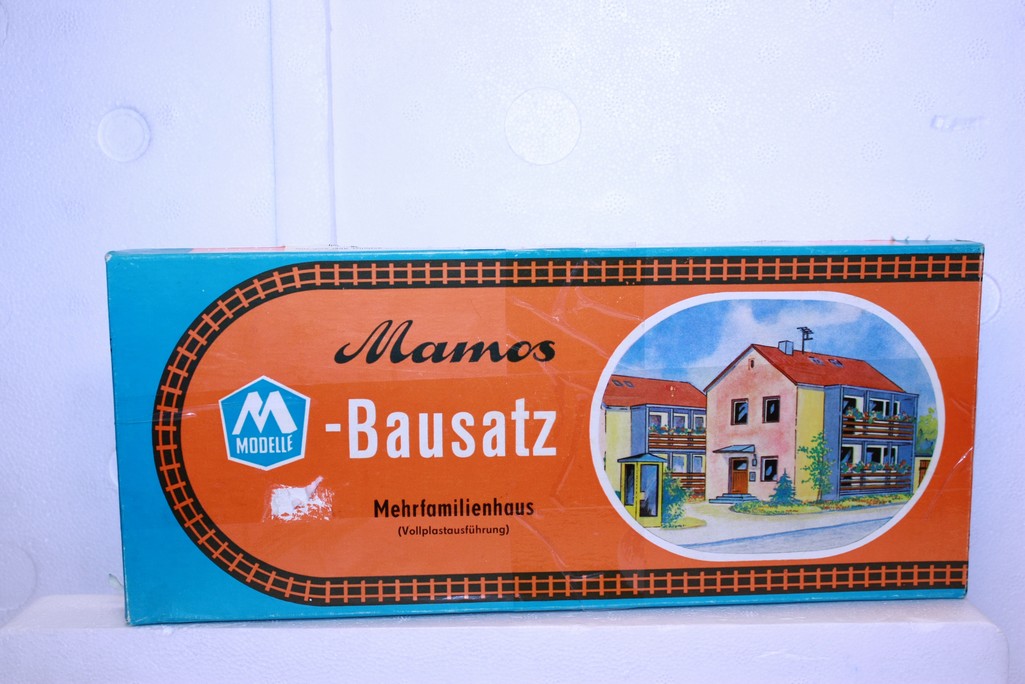 Mamos
M
MODELLE
-Bausatz
Mehrfamilienhaus
(Vollplastausführung)